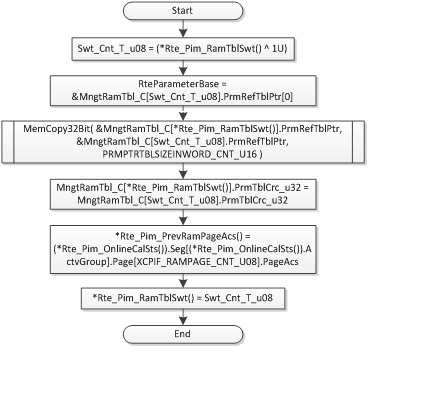 Start
Swt_Cnt_T_u08 = (*Rte_Pim_RamTblSwt() ^ 1U)
RteParameterBase =
&MngtRamTbl_C[Swt_Cnt_T_u08].PrmRefTblPtr[0]
MemCopy32Bit( &MngtRamTbl_C[*Rte_Pim_RamTblSwt()].PrmRefTblPtr,
&MngtRamTbl_C[Swt_Cnt_T_u08].PrmRefTblPtr,
PRMPTRTBLSIZEINWORD_CNT_U16 )
MngtRamTbl_C[*Rte_Pim_RamTblSwt()].PrmTblCrc_u32 =
MngtRamTbl_C[Swt_Cnt_T_u08].PrmTblCrc_u32
*Rte_Pim_PrevRamPageAcs() =
(*Rte_Pim_OnlineCalSts()).Seg[(*Rte_Pim_OnlineCalSts()).A
ctvGroup].Page[XCPIF_RAMPAGE_CNT_U08].PageAcs
*Rte_Pim_RamTblSwt() = Swt_Cnt_T_u08
End